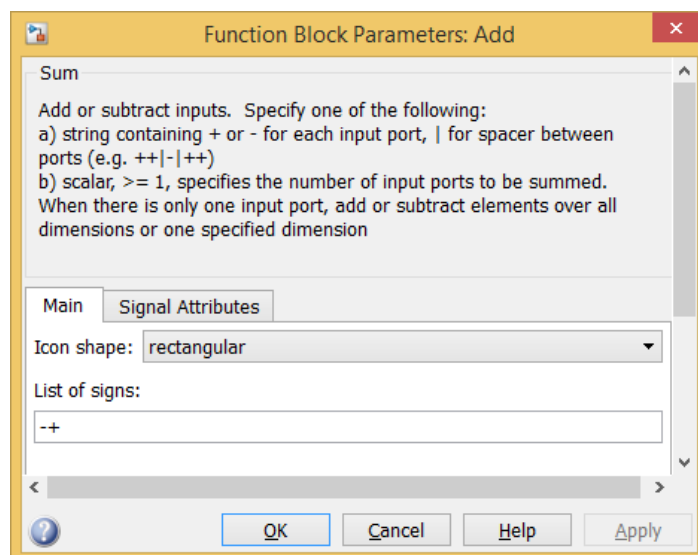 Function Block Parameters: Add
Sum
Add or subtract inputs.  Specify one of the following:
a) string containing + or - for each input port, | for spacer between
ports (e.g. ++|-|++)
b) scalar, >= 1, specifies the number of input ports to be summed.
When there is only one input port, add or subtract elements over all
dimensions or one specified dimension
Main
Signal Attributes
Icon shape:
rectangular
List of signs:
-+
OK
Cancel
Help
Apply